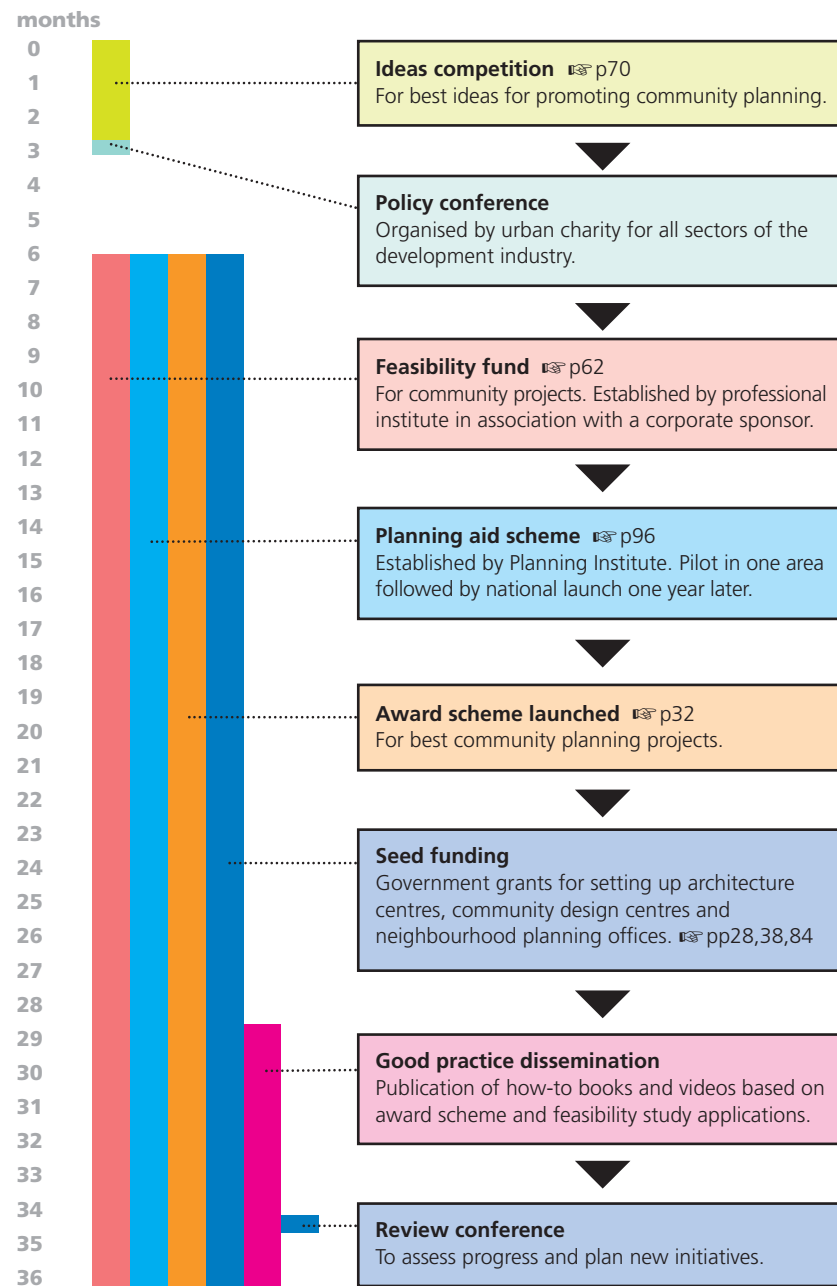 months
0
1
2
3
4
5
6
7
8
9
10
11
12
13
14
15
16
17
18
19
20
21
22
23
24
25
26
27
28
29
30
31
32
33
34
35
36
Ideas competition ☞ p70
For best ideas for promoting community planning.
Policy conference
Organised by urban charity for all sectors of the
development industry.
Feasibility fund ☞ p62
For community projects. Established by professional
institute in association with a corporate sponsor.
Planning aid scheme ☞ p96
Established by Planning Institute. Pilot in one area
followed by national launch one year later.
Award scheme launched ☞ p32
For best community planning projects.
Seed funding
Government grants for setting up architecture
centres, community design centres and
neighbourhood planning offices. ☞ pp28,38,84
Good practice dissemination
Publication of how-to books and videos based on
award scheme and feasibility study applications.
Review conference
To assess progress and plan new initiatives.